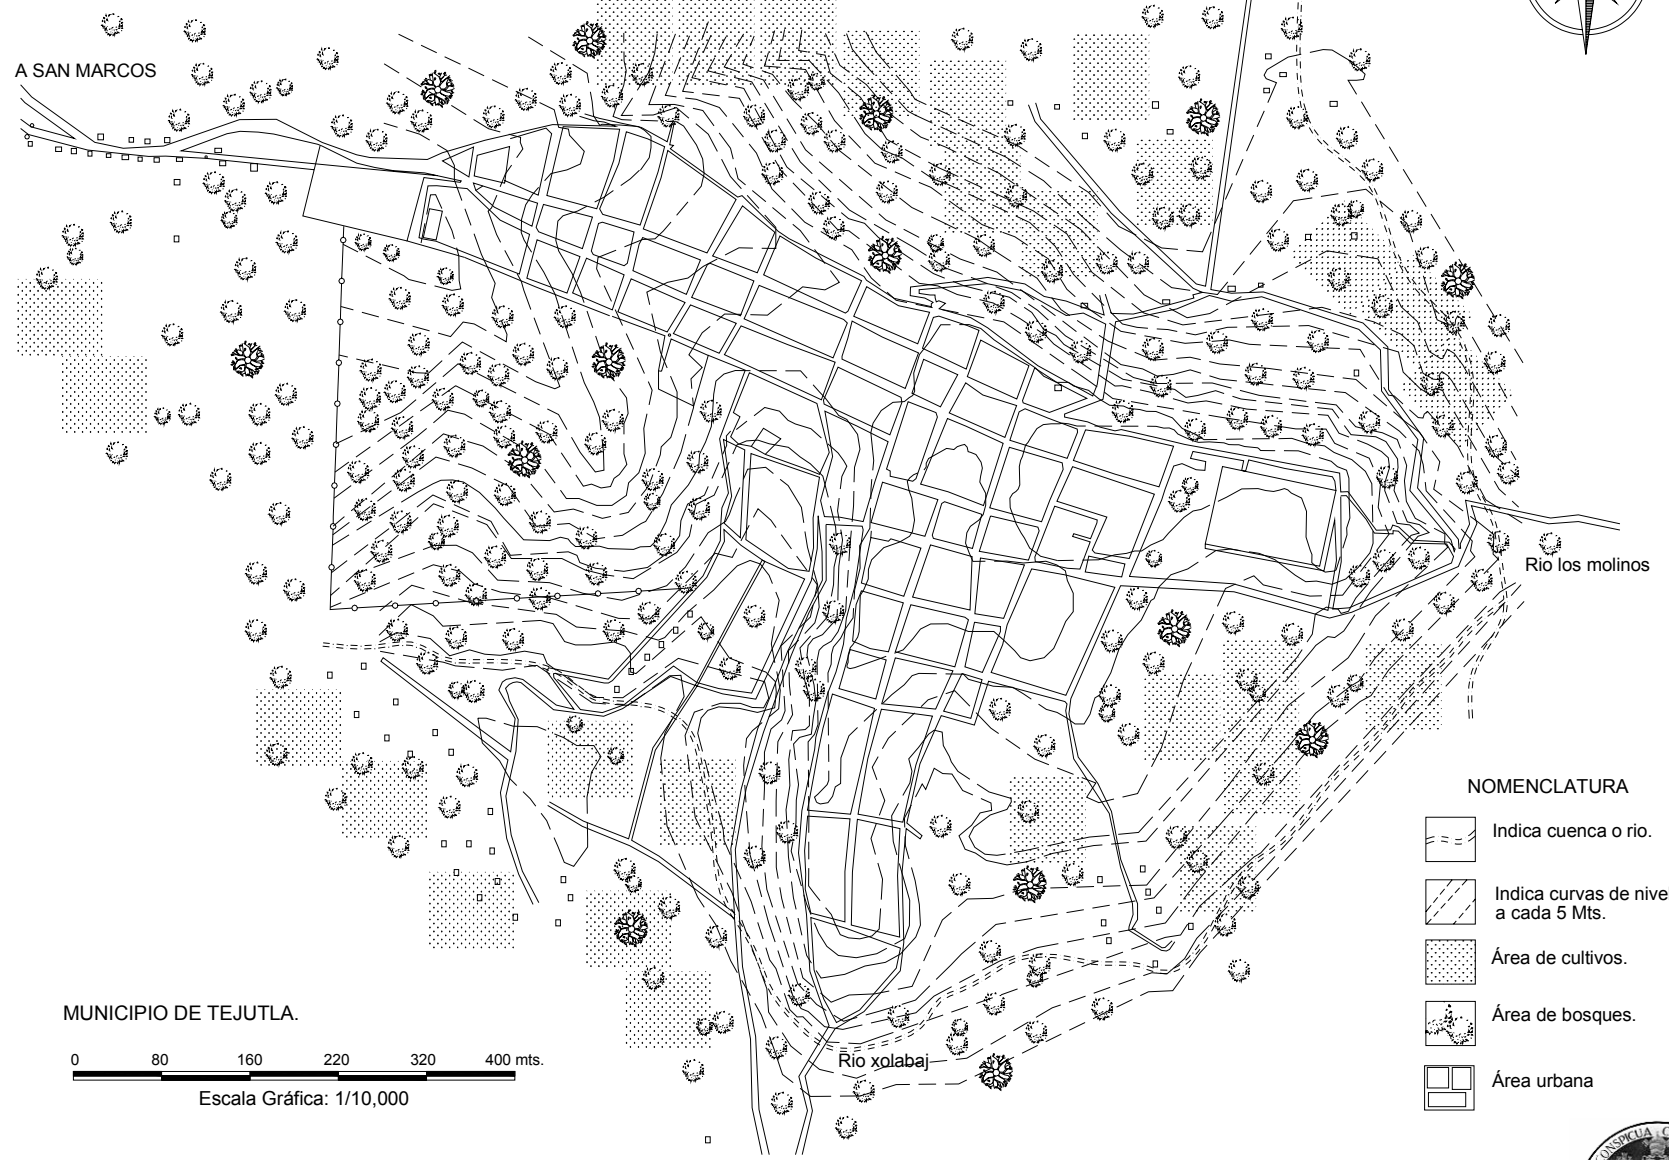 A SAN MARCOS
Rio los molinos
NOMENCLATURA
Indica cuenca o rio.
Indica curvas de nive
a cada 5 Mts.
Área de cultivos.
Área de bosques.
Área urbana
MUNICIPIO DE TEJUTLA.
0 80 160 220 320 400 mts.
Escala Gráfica: 1/10,000
Rio xolabaj
CONSPICUA C